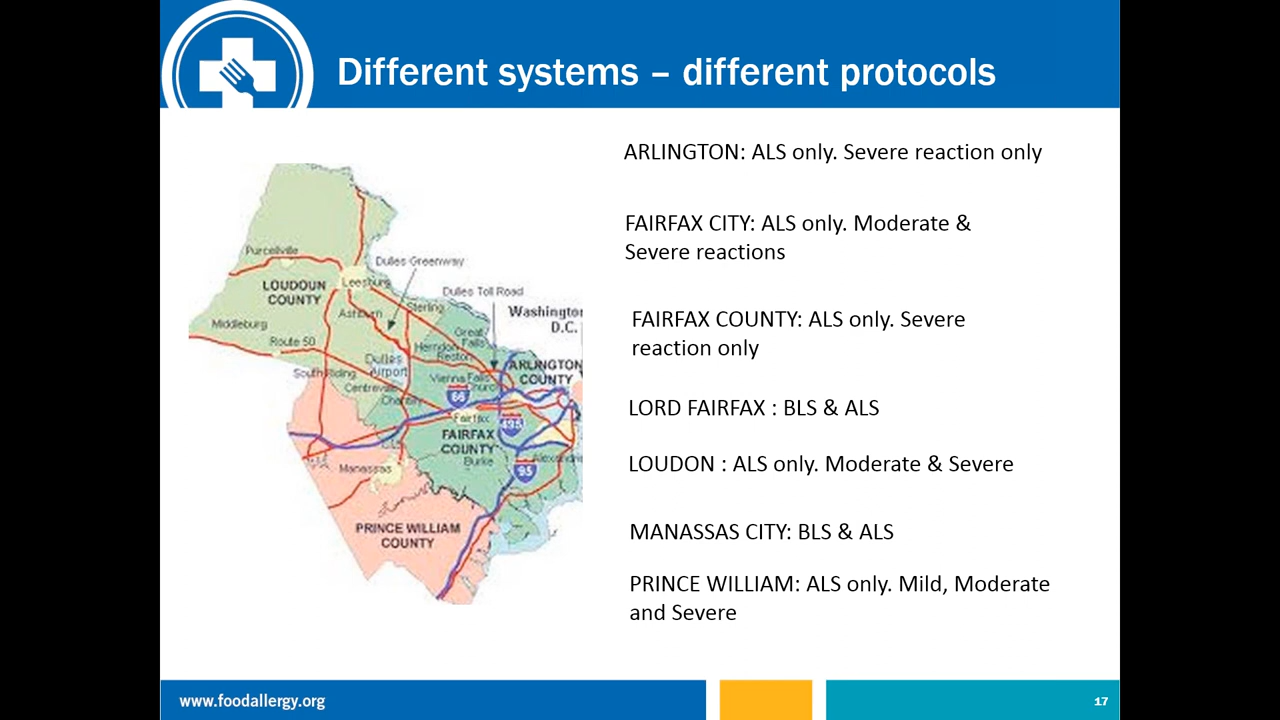 Different systems – different protocols
ARLINGTON: ALS only. Severe reaction only
FAIRFAX CITY: ALS only. Moderate &
Severe reactions
FAIRFAX COUNTY: ALS only. Severe
reaction only
LORD FAIRFAX : BLS & ALS
LOUDON : ALS only. Moderate & Severe
MANASSAS CITY: BLS & ALS
PRINCE WILLIAM: ALS only. Mild, Moderate
and Severe
Purcellville
Dulles Greenway
LOUDOUN
COUNTY
Leesburg
Dulles Toll Road
Ashburn
Sterling
Washington
D.C.
Middleburg
Great
Falls
Route 50
Herndon
Reston
Dulles
Airport
ARLINGTON
COUNTY
South Riding
Vienna Falls
Church
Centreville
Chantilly
66
Fairfax
495
FAIRFAX
COUNTY
Burke
Alexandria
95
Manassas
PRINCE WILLIAM
COUNTY
www.foodallergy.org
17